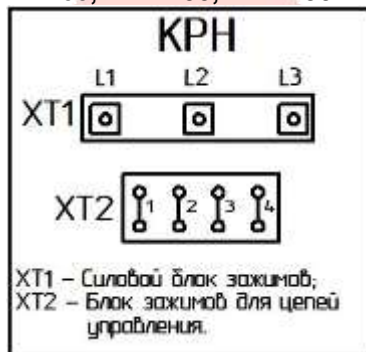 КРН
L1 L2 L3
XT1
XT2 1 2 3 4
XT1 – Силовой блок зажимов;
XT2 – Блок зажимов для цепей
управления.